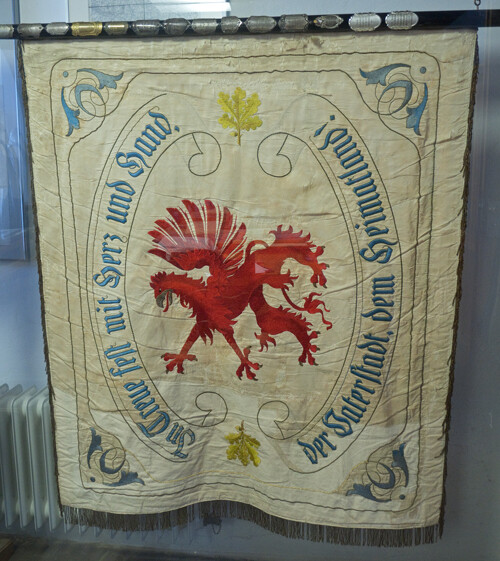 In Treue fest mit Herz und Hand,
der Vaterstadt, dem Heimatland!